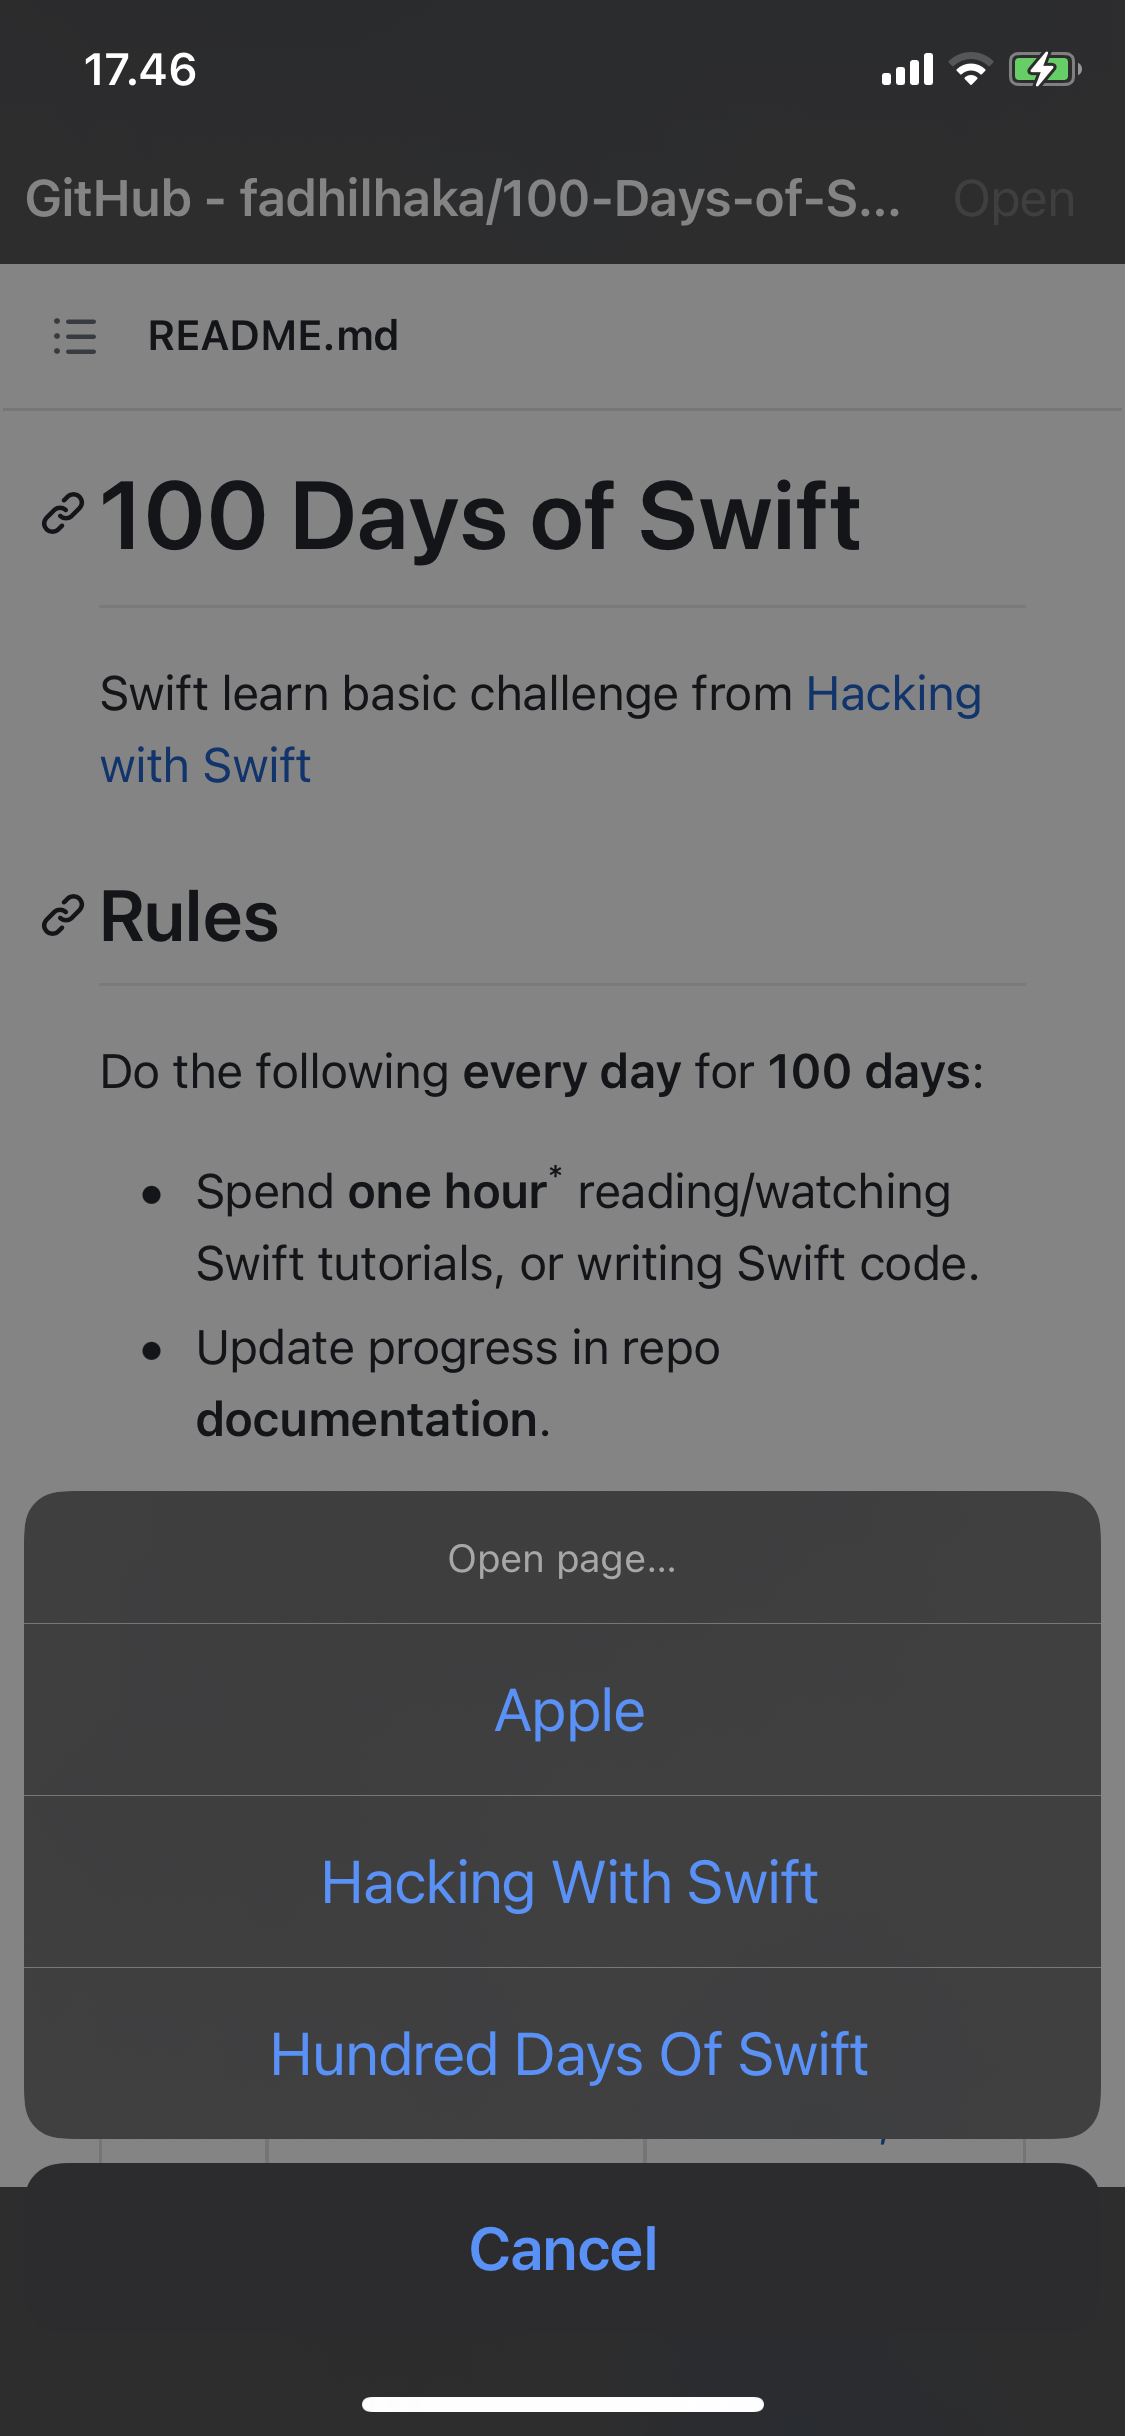 17.46
GitHub - fadhilhaka/100-Days-of-S...
Open
README.md
100 Days of Swift
Swift learn basic challenge from Hacking
with Swift
Rules
Do the following every day for 100 days:
Spend one hour* reading/watching
Swift tutorials, or writing Swift code.
Update progress in repo
documentation.
Open page...
Apple
Hacking With Swift
Hundred Days Of Swift
Cancel